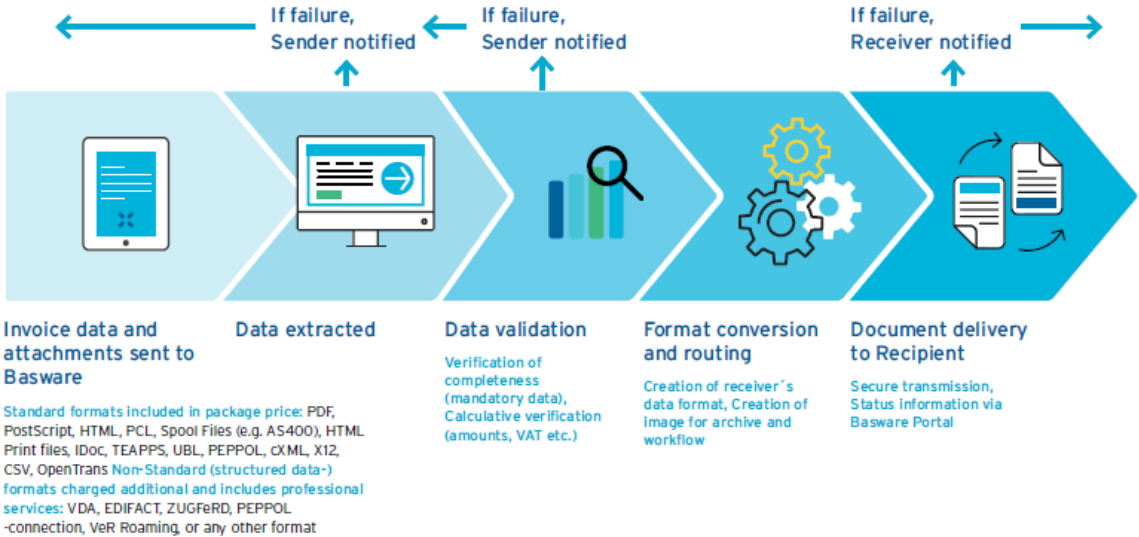 If failure,
Sender notified
If failure,
Sender notified
If failure,
Receiver notified
Invoice data and
attachments sent to
Basware
Standard formats included in package price: PDF,
PostScript, HTML, PCL, Spool Files (e.g. AS400), HTML
Print files, IDoc, TEAPPS, UBL, PEPPOL, cXML, X12,
CSV, OpenTrans Non-Standard (structured data-)
formats charged additional and includes professional
services: VDA, EDIFACT, ZUGFeRD, PEPPOL
-connection, VeR Roaming, or any other format
Data extracted
Data validation
Verification of
completeness
(mandatory data),
Calculative verification
(amounts, VAT etc.)
Format conversion
and routing
Creation of receiver´s
data format, Creation of
image for archive and
workflow
Document delivery
to Recipient
Secure transmission,
Status information via
Basware Portal